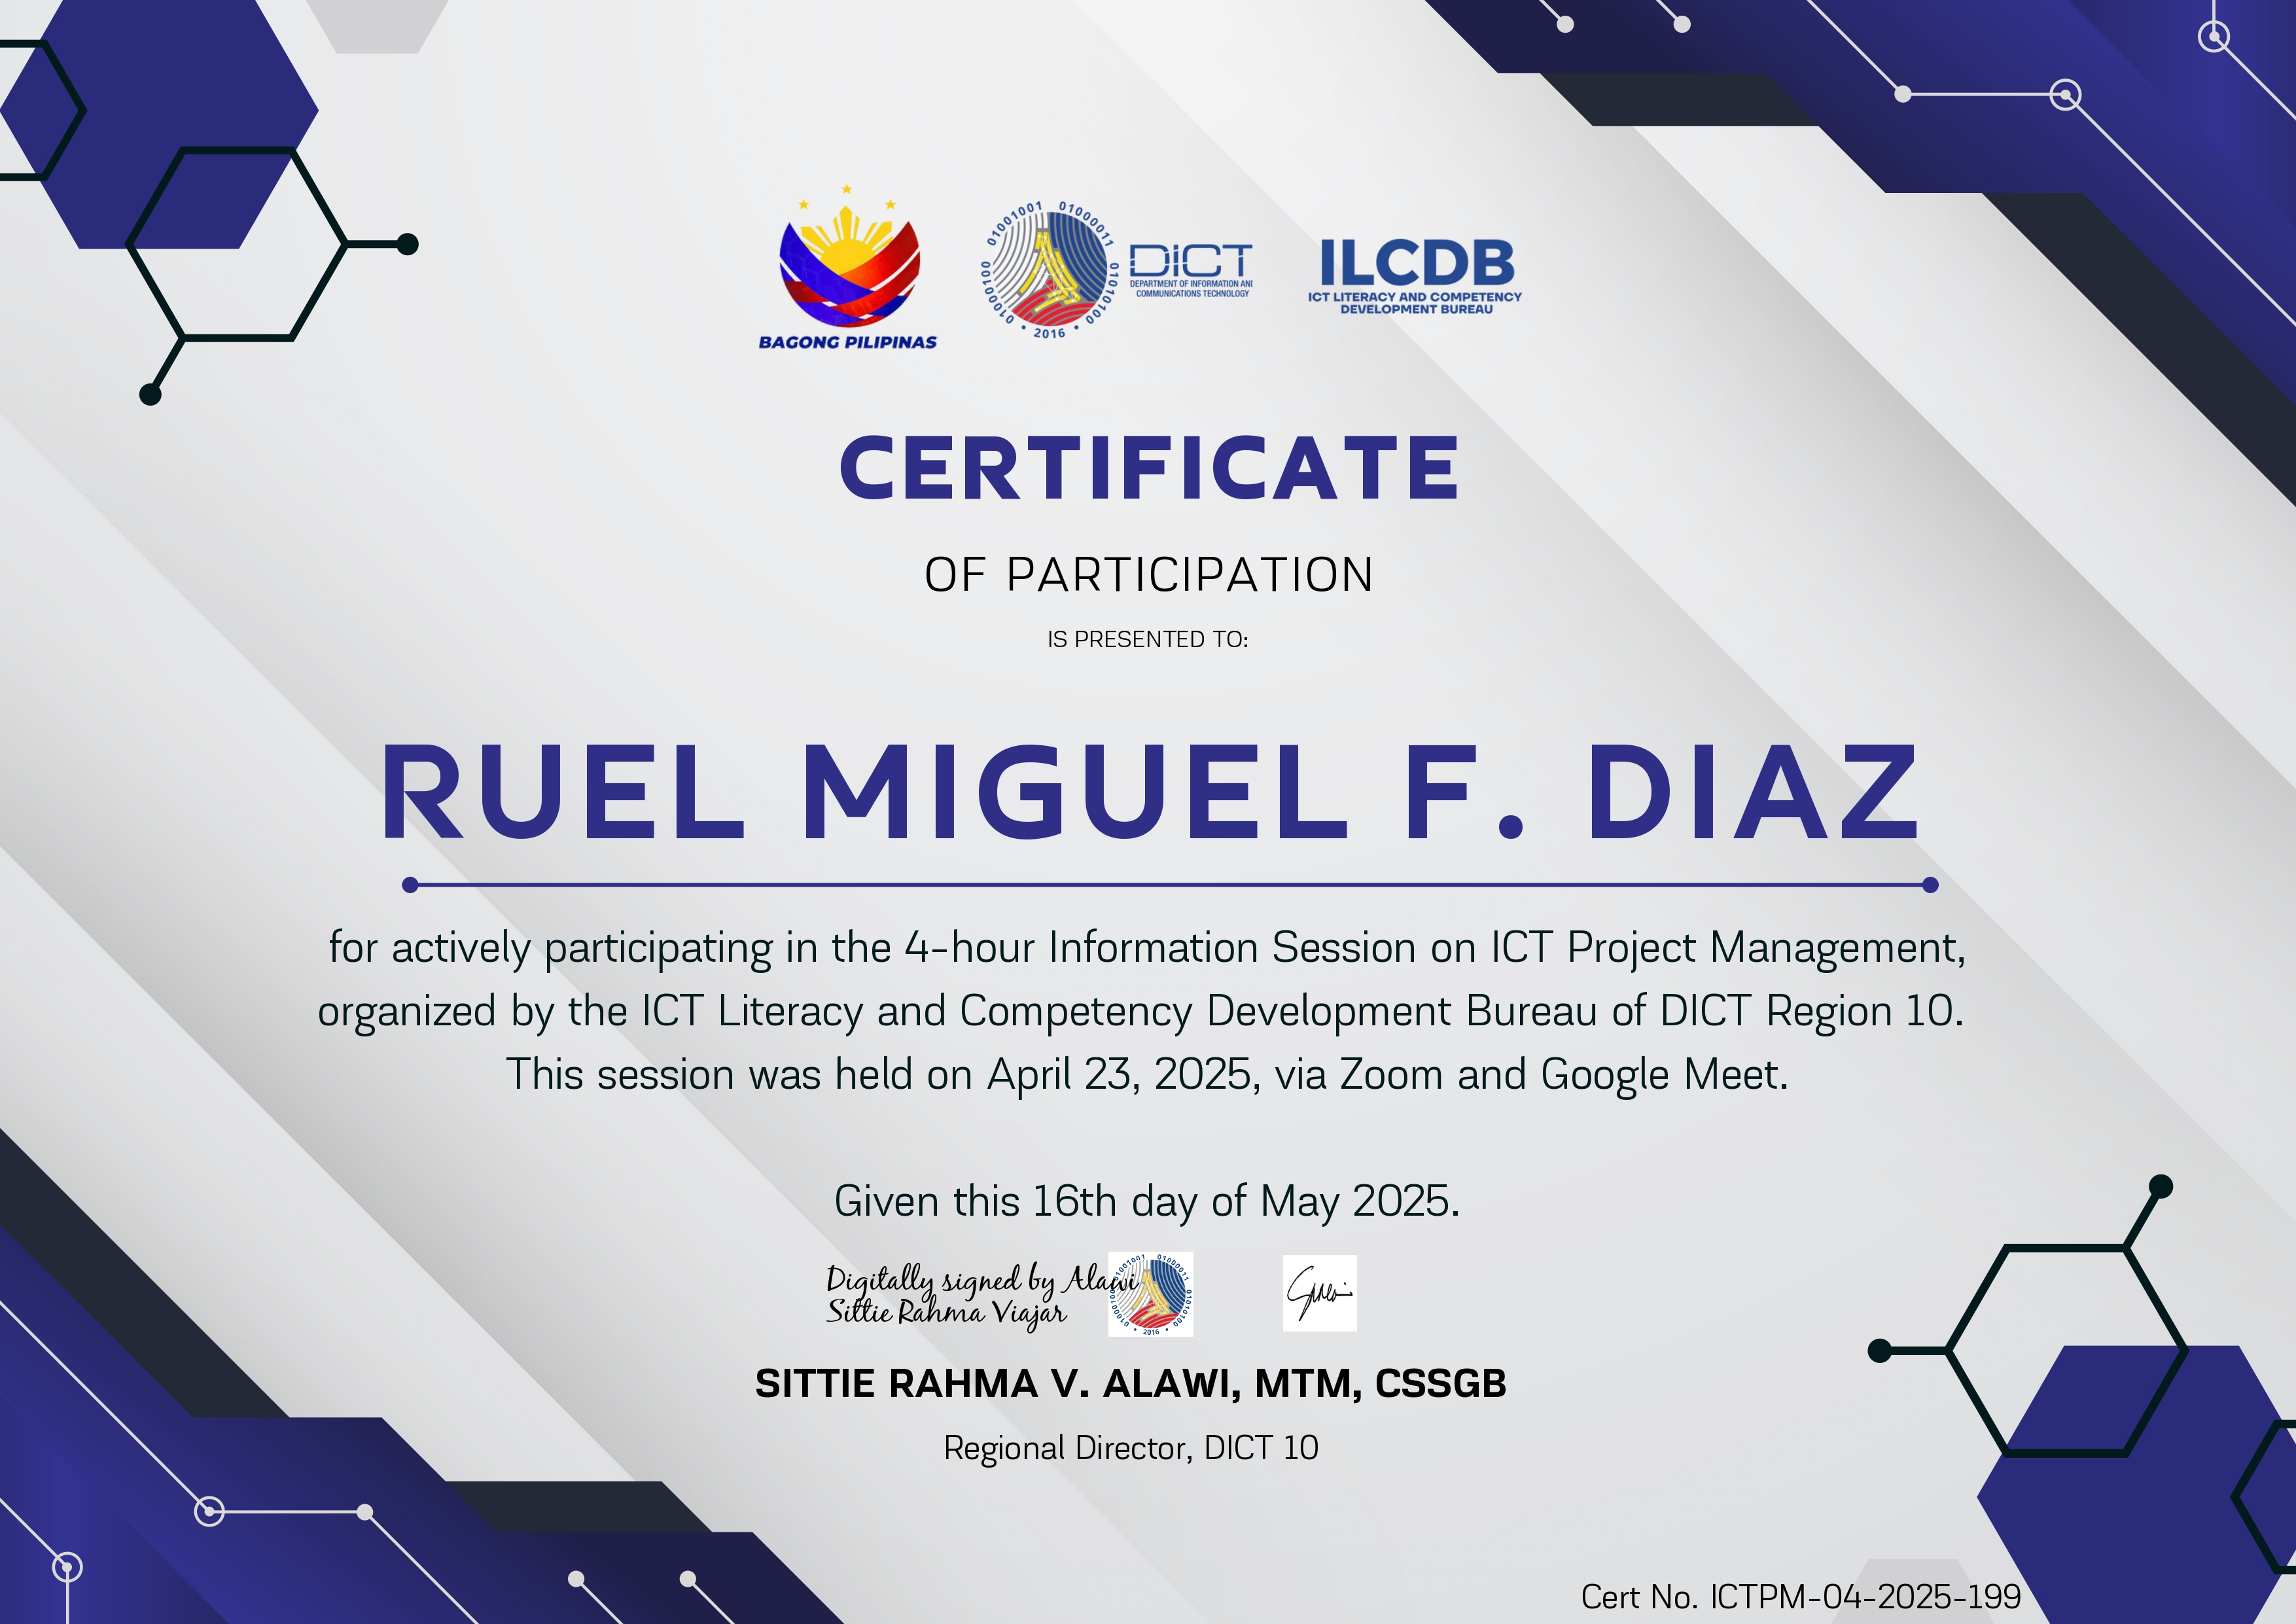 BAGONG PILIPINAS
01000100 01001001 01000011 01010100
• 2016 •
DICT
DEPARTMENT OF INFORMATION AN
COMMUNICATIONS TECHNOLOGY
ILCDB
ICT LITERACY AND COMPETENCY
DEVELOPMENT BUREAU
CERTIFICATE
OF PARTICIPATION
IS PRESENTED TO:
RUEL MIGUEL F. DIAZ
for actively participating in the 4-hour Information Session on ICT Project Management,
organized by the ICT Literacy and Competency Development Bureau of DICT Region 10.
This session was held on April 23, 2025, via Zoom and Google Meet.
Given this 16th day of May 2025.
Digitally signed by Alawi
Sittie Rahma Viajar
• 2016 •
SITTIE RAHMA V. ALAWI, MTM, CSSGB
Regional Director, DICT 10
Cert No. ICTPM-04-2025-199